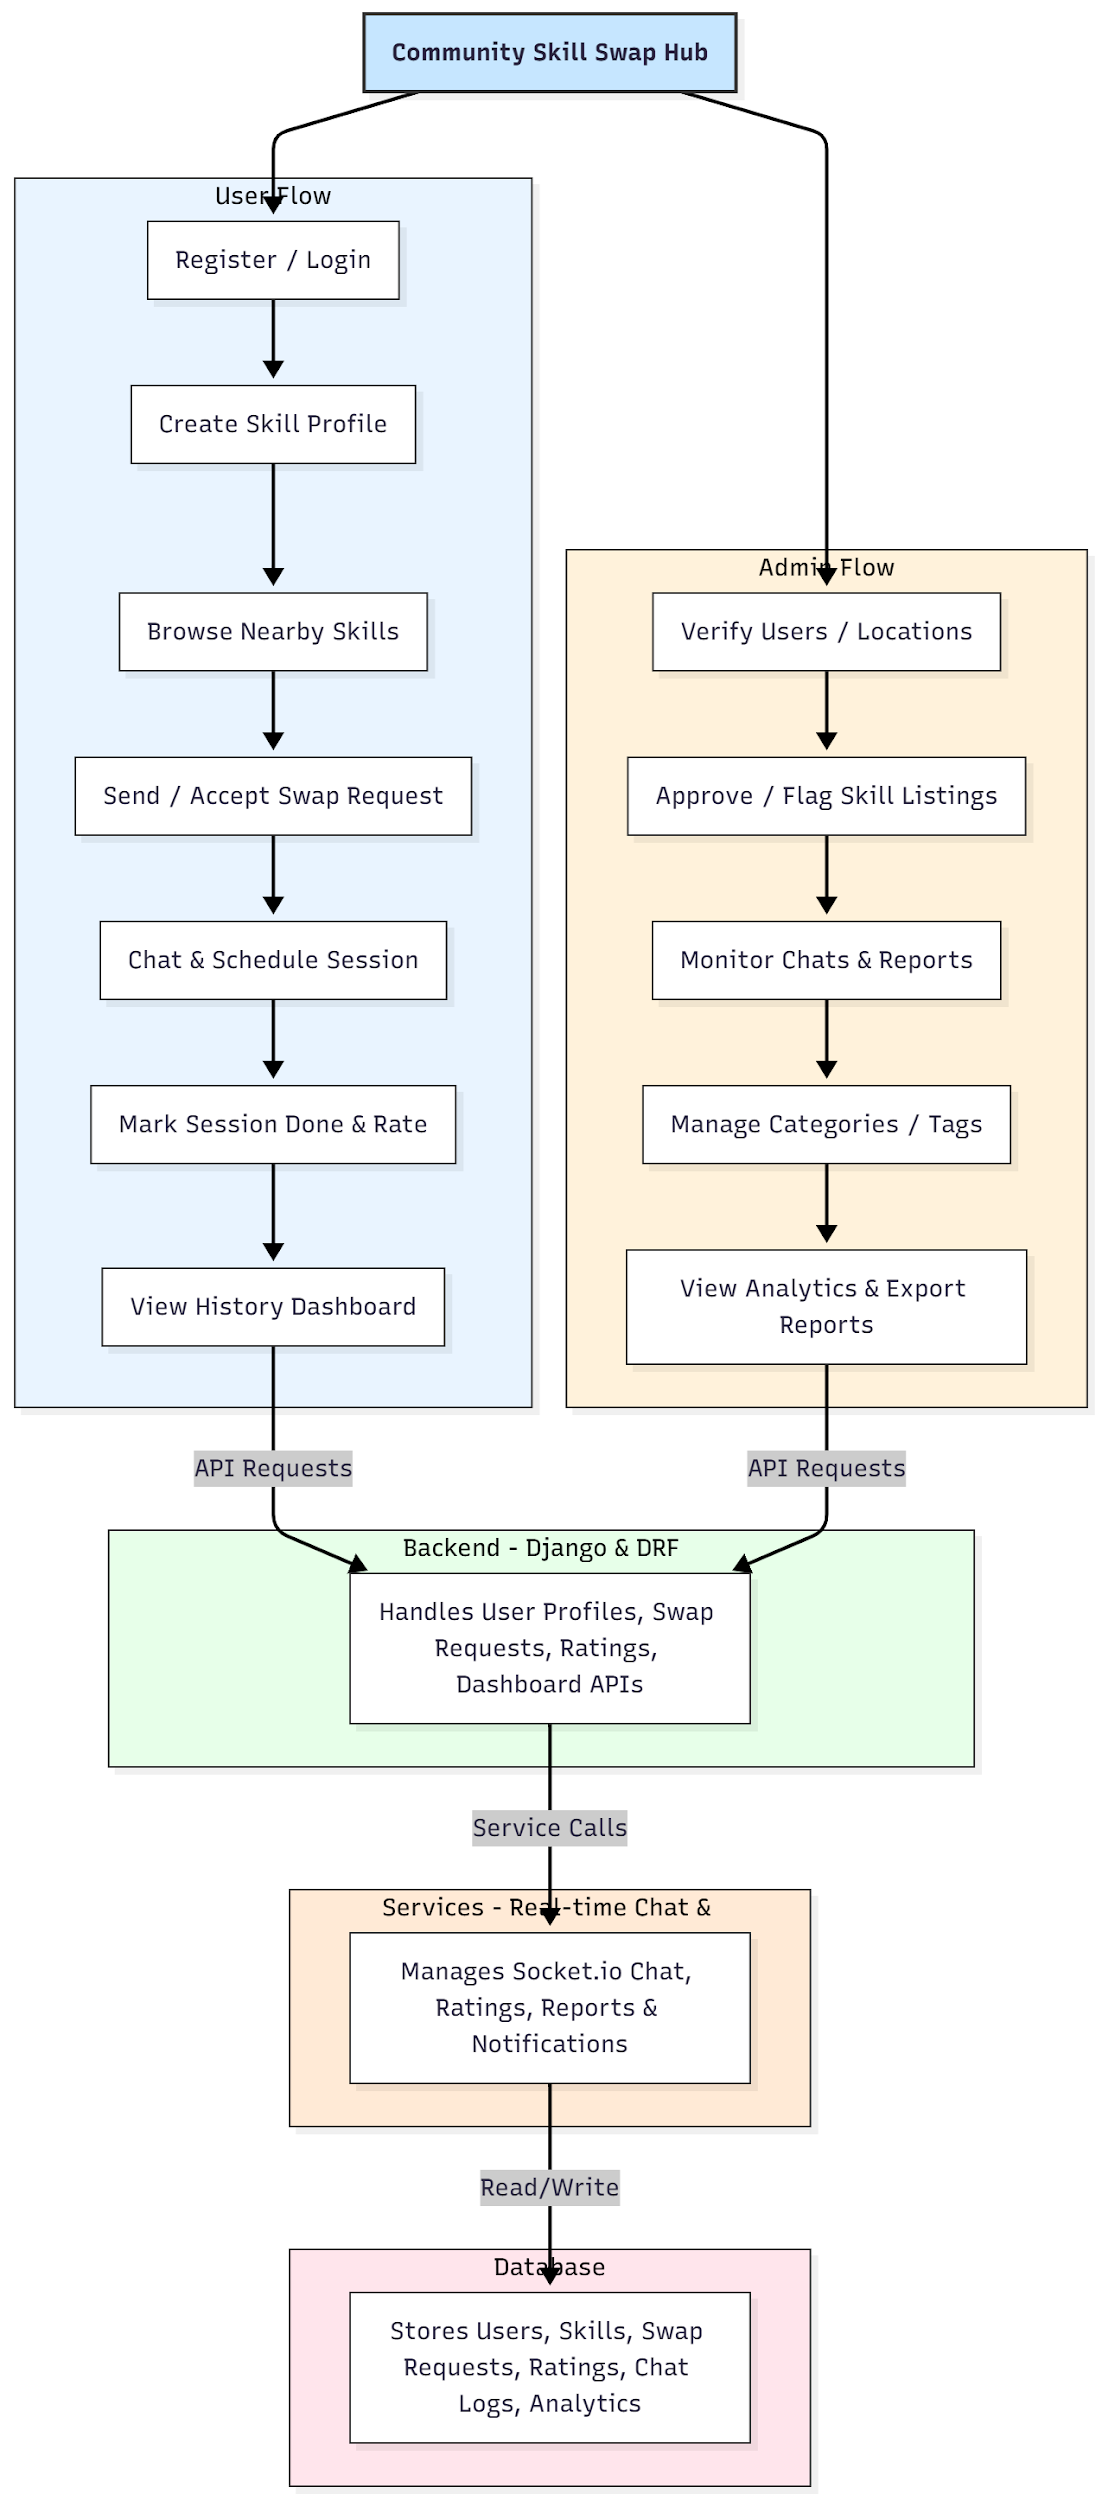 Community Skill Swap Hub
User Flow
Register / Login
Create Skill Profile
Browse Nearby Skills
Send / Accept Swap Request
Chat & Schedule Session
Mark Session Done & Rate
View History Dashboard
Admin Flow
Verify Users / Locations
Approve / Flag Skill Listings
Monitor Chats & Reports
Manage Categories / Tags
View Analytics & Export
Reports
API Requests
API Requests
Backend - Django & DRF
Handles User Profiles, Swap
Requests, Ratings,
Dashboard APIs
Service Calls
Services - Real-time Chat &
Manages Socket.io Chat,
Ratings, Reports &
Notifications
Read/Write
Database
Stores Users, Skills, Swap
Requests, Ratings, Chat
Logs, Analytics